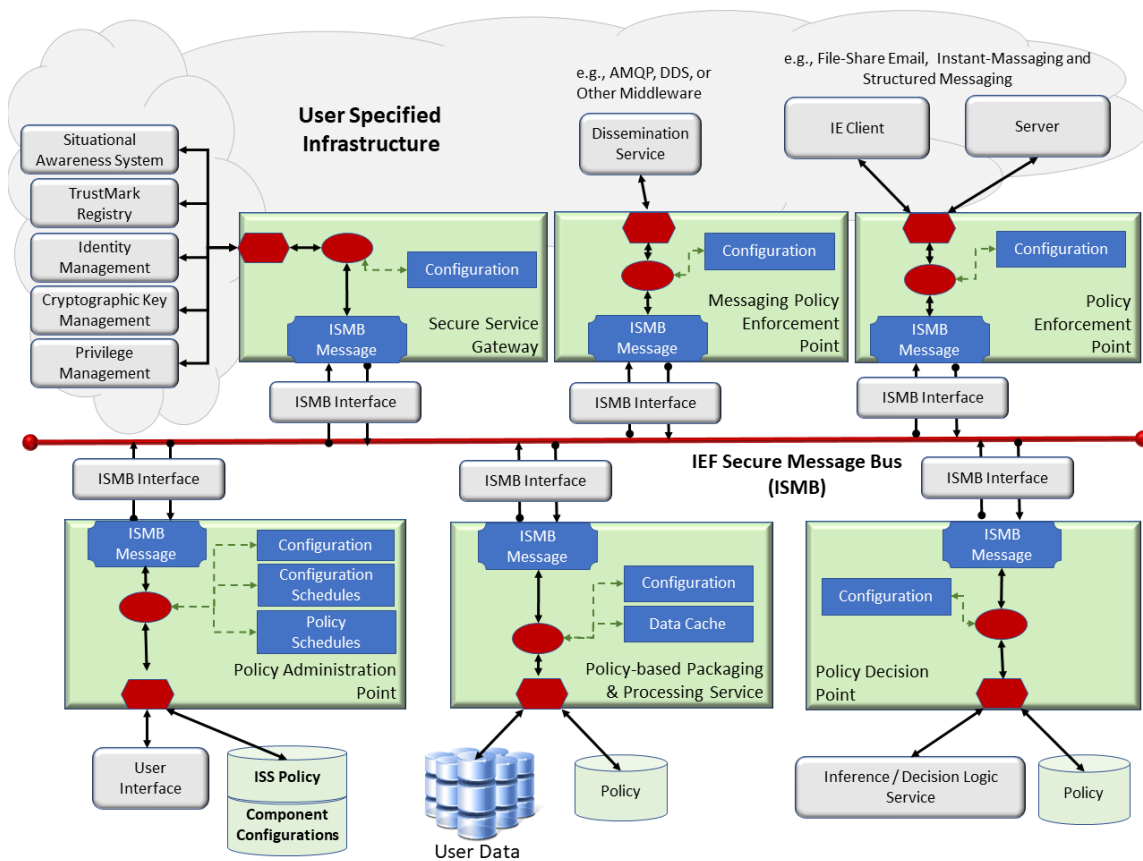 e.g., File-Share Email, Instant-Massaging and
Structured Messaging
e.g., AMQP, DDS, or
Other Middleware
User Specified
Infrastructure
Situational
Awareness System
TrustMark
Registry
Identity
Management
Cryptographic Key
Management
Privilege
Management
Dissemination
Service
IE Client
Server
Configuration
ISMB
Message
Secure Service
Gateway
Configuration
Messaging Policy
Enforcement
Point
ISMB
Message
Configuration
Policy
Enforcement
Point
ISMB
Message
ISMB Interface
ISMB Interface
ISMB Interface
IEF Secure Message Bus
(ISMB)
ISMB Interface
ISMB Interface
ISMB Interface
ISMB
Message
Configuration
Configuration
Schedules
Policy
Schedules
Policy Administration
Point
ISMB
Message
Configuration
Data Cache
Policy-based Packaging
& Processing Service
ISMB
Message
Configuration
Policy Decision
Point
User
Interface
ISS Policy
Component
Configurations
User Data
Policy
Inference / Decision Logic
Service
Policy